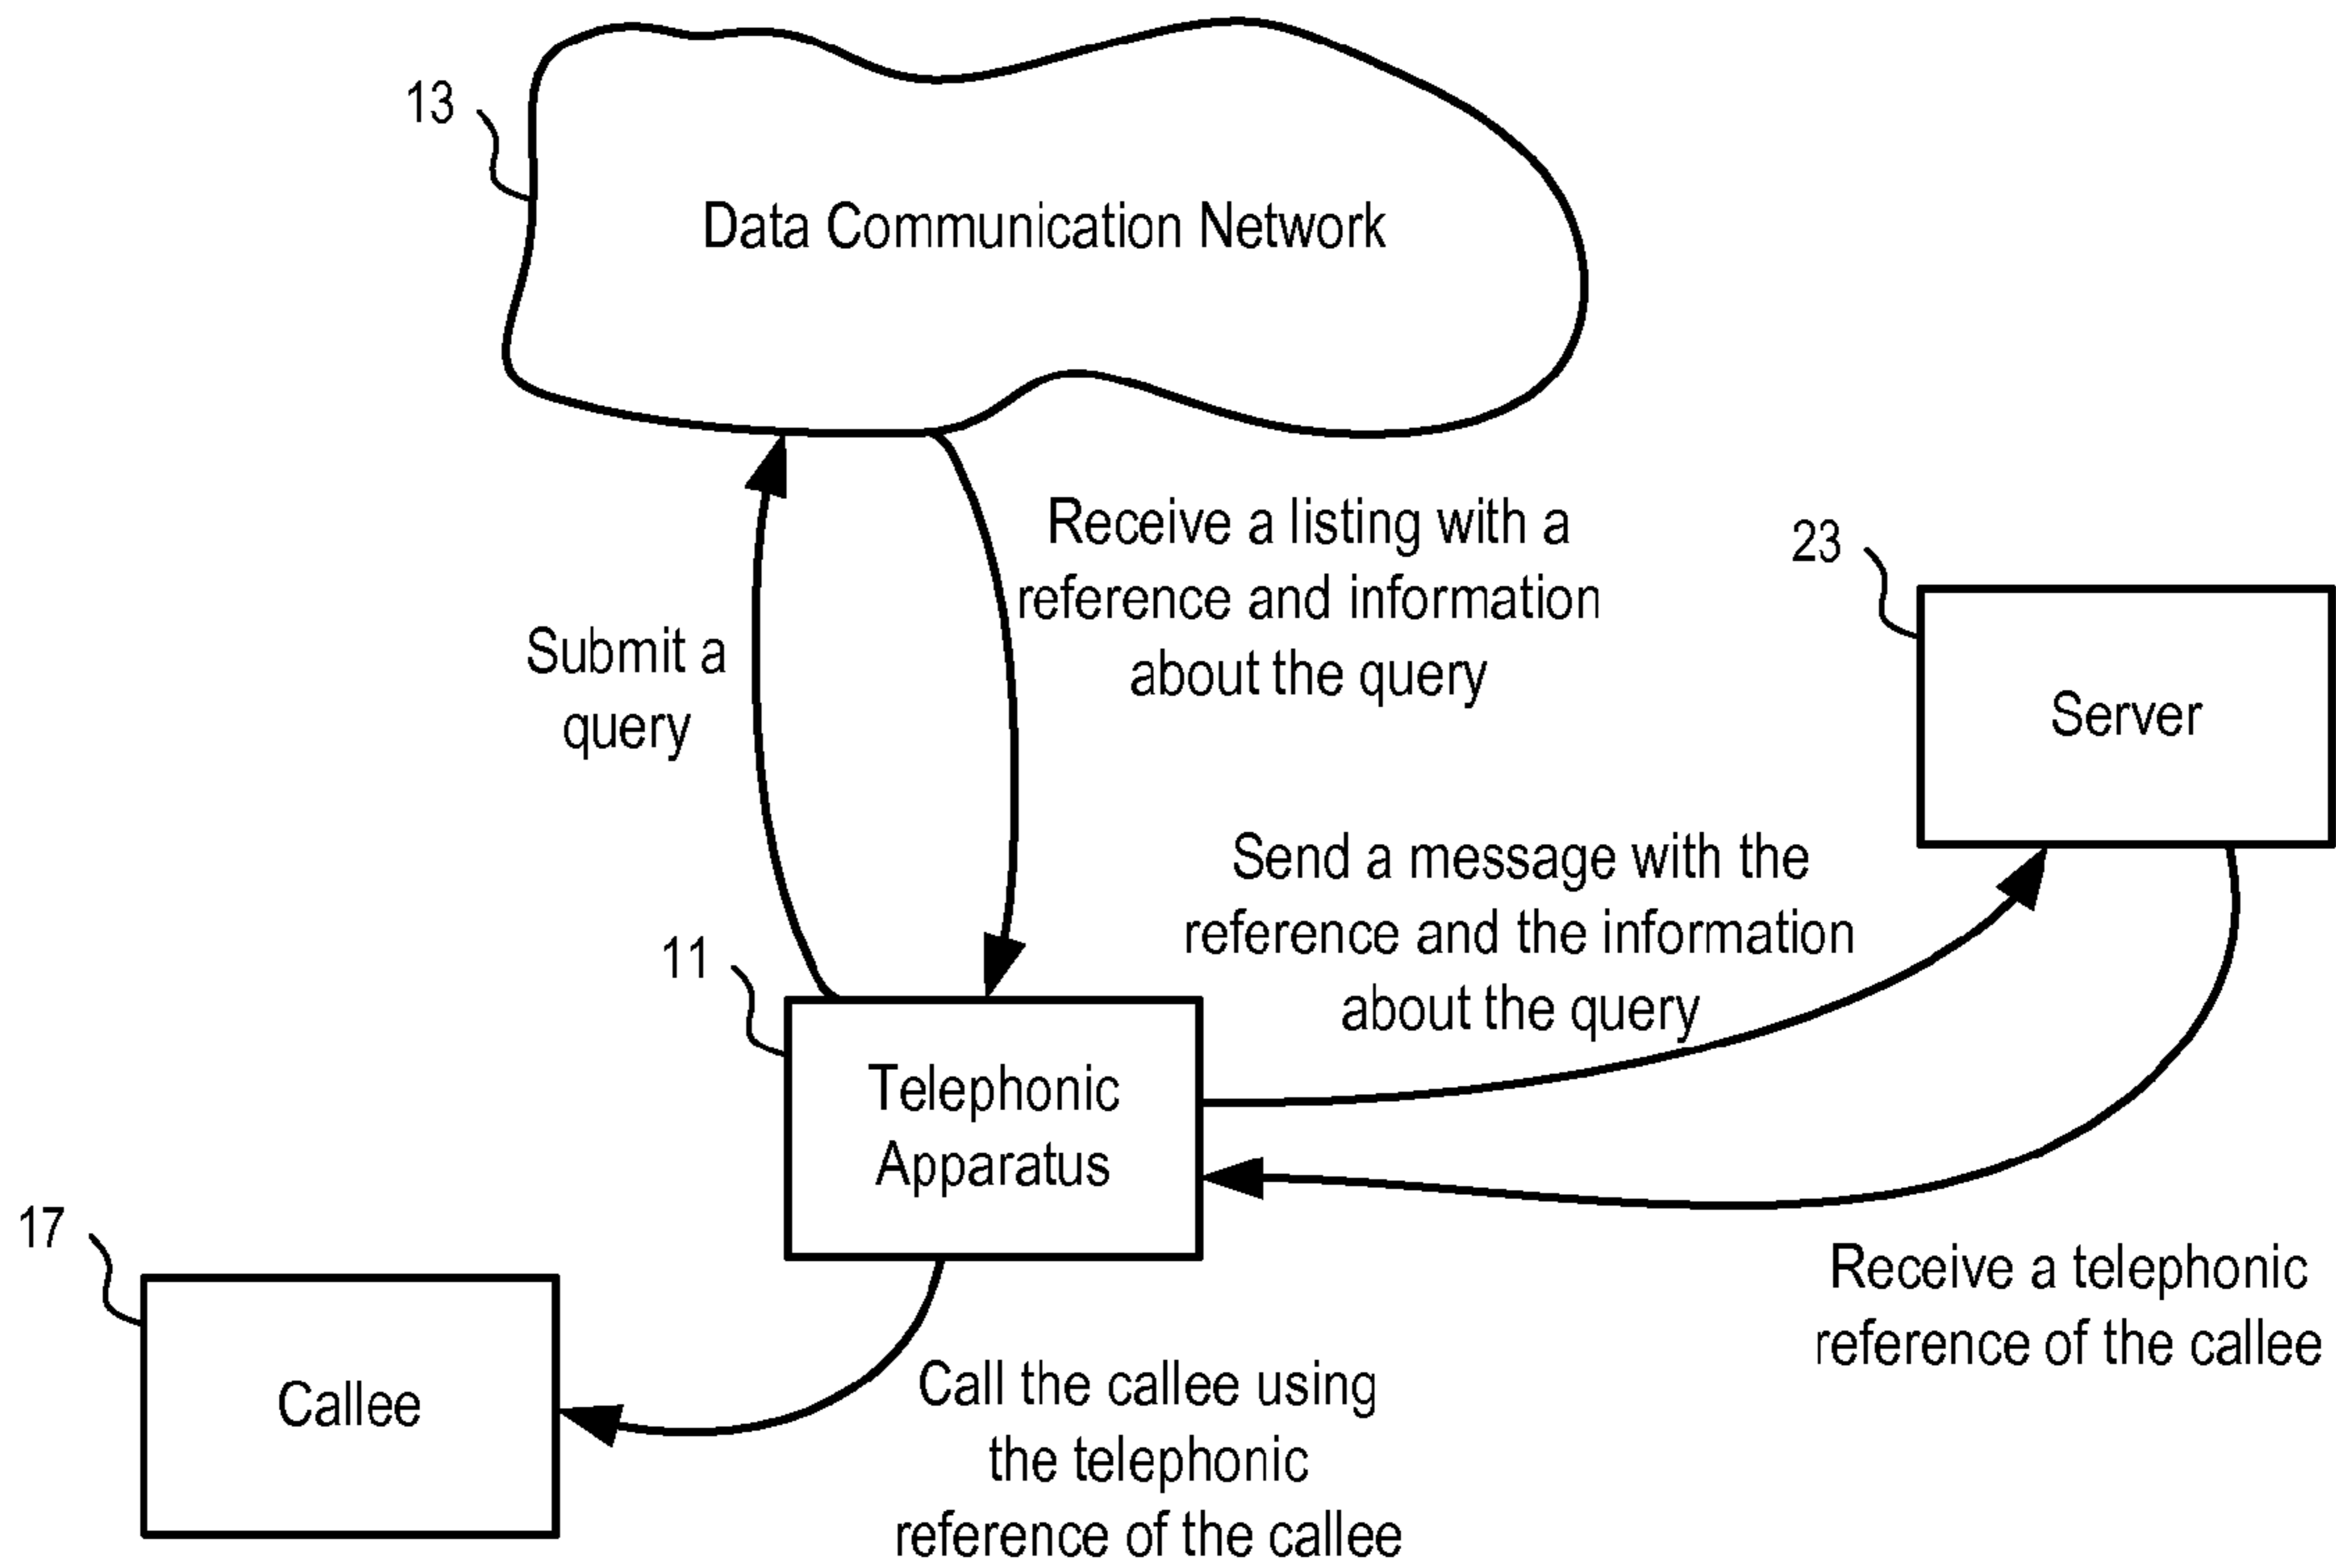 13
Data Communication Network
Receive a listing with a
reference and information
about the query
Submit a
query
23
Server
Send a message with the
reference and the information
about the query
11
Telephonic
Apparatus
17
Callee
Receive a telephonic
reference of the callee
Call the callee using
the telephonic
reference of the callee